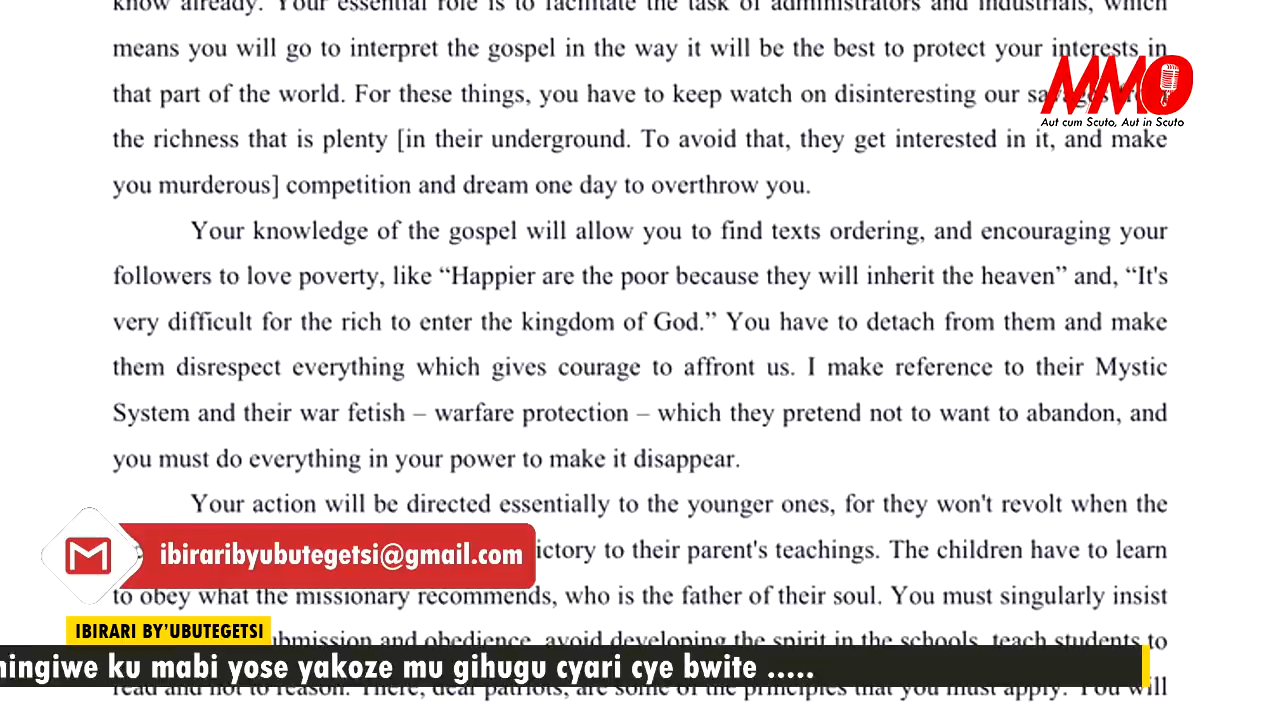 know already. Your essential role is to facilitate the task of administrators and industrials, which
means you will go to interpret the gospel in the way it will be the best to protect your interests in
that part of the world. For these things, you have to keep watch on disinteresting our
the richness that is plenty [in their underground. To avoid that, they get interested in it, and make
you murderous] competition and dream one day to overthrow you.
Your knowledge of the gospel will allow you to find texts ordering, and encouraging your
followers to love poverty, like “Happier are the poor because they will inherit the heaven” and, “It's
very difficult for the rich to enter the kingdom of God.” You have to detach from them and make
them disrespect everything which gives courage to affront us. I make reference to their Mystic
System and their war fetish – warfare protection – which they pretend not to want to abandon, and
you must do everything in your power to make it disappear.
Your action will be directed essentially to the younger ones, for they won't revolt when the
to their parent's teachings. The children have to learn
to obey what the missionary recommends, who is the father of their soul. You must singularly insist
and obedience, avoid developing the spirit in the schools, teach students to
read and not to reason. There, dear patriots, are some of the principles that you must apply. You will
MMO
Aut cum Scuto, Aut in Scuto
ibiraribyubutegetsi@gmail.com
IBIRARI BY’UBUTEGETSI
ku mabi yose yakoze mu gihugu cyari cye bwite .....